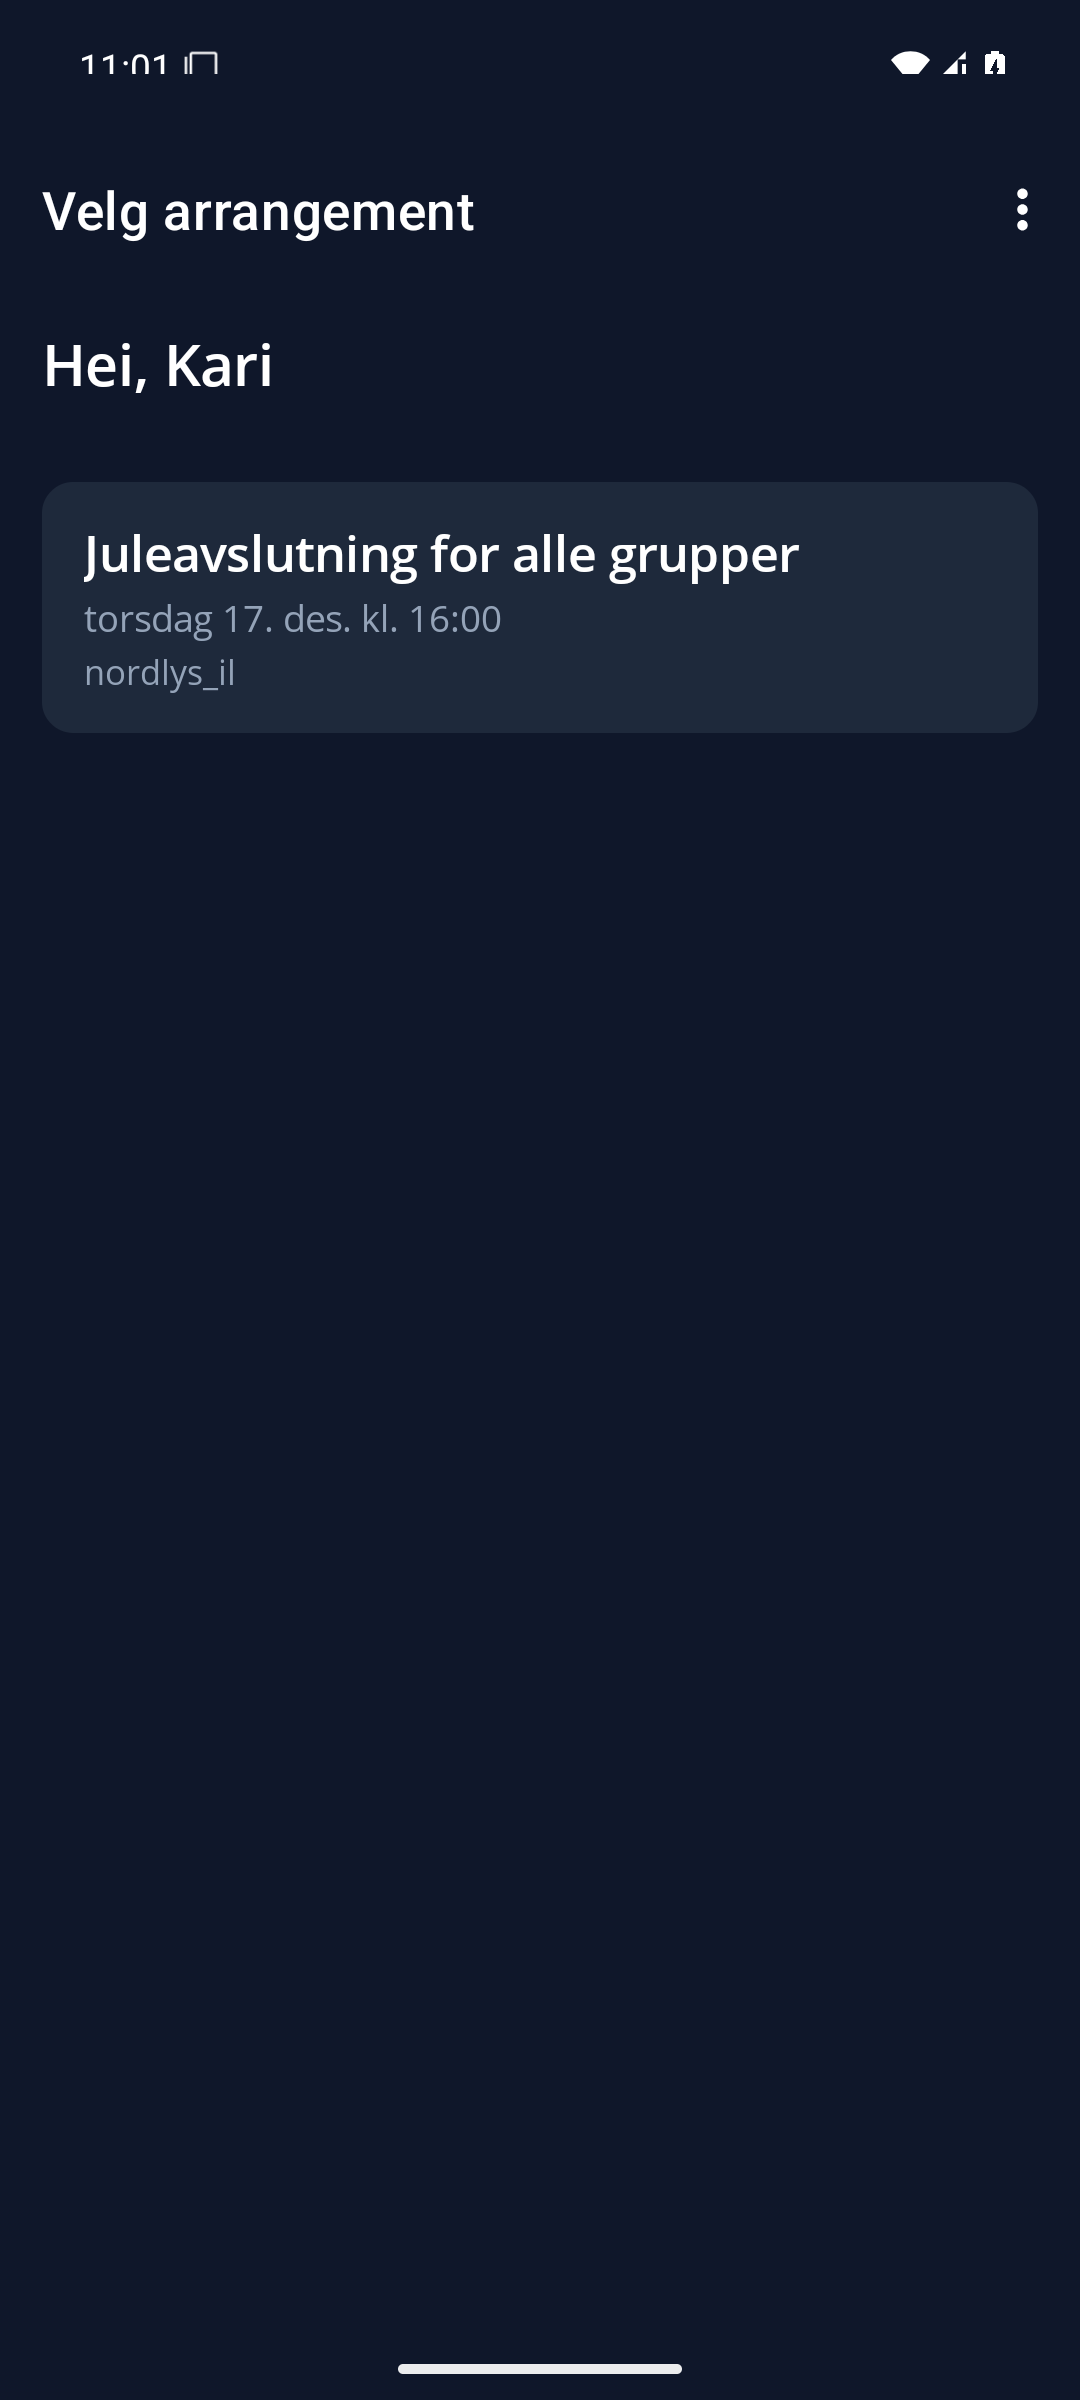 11:01
Velg arrangement
Hei, Kari
Juleavslutning for alle grupper
torsdag 17. des. kl. 16:00
nordlys_il